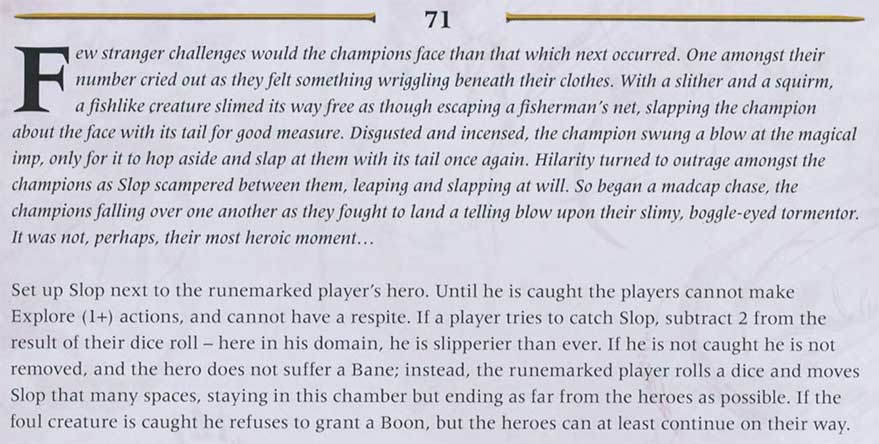 71
Few stranger challenges would the champions face than that which next occurred. One amongst their
number cried out as they felt something wriggling beneath their clothes. With a slither and a squirm,
a fishlike creature slimed its way free as though escaping a fisherman's net, slapping the champion
about the face with its tail for good measure. Disgusted and incensed, the champion swung a blow at the magical
imp, only for it to hop aside and slap at them with its tail once again. Hilarity turned to outrage amongst the
champions as Slop scampered between them, leaping and slapping at will. So began a madcap chase, the
champions falling over one another as they fought to land a telling blow upon their slimy, boggle-eyed tormentor.
It was not, perhaps, their most heroic moment…
Set up Slop next to the runemarked player's hero. Until he is caught the players cannot make
Explore (1+) actions, and cannot have a respite. If a player tries to catch Slop, subtract 2 from the
result of their dice roll – here in his domain, he is slipperier than ever. If he is not caught he is not
removed, and the hero does not suffer a Bane; instead, the runemarked player rolls a dice and moves
Slop that many spaces, staying in this chamber but ending as far from the heroes as possible. If the
foul creature is caught he refuses to grant a Boon, but the heroes can at least continue on their way.